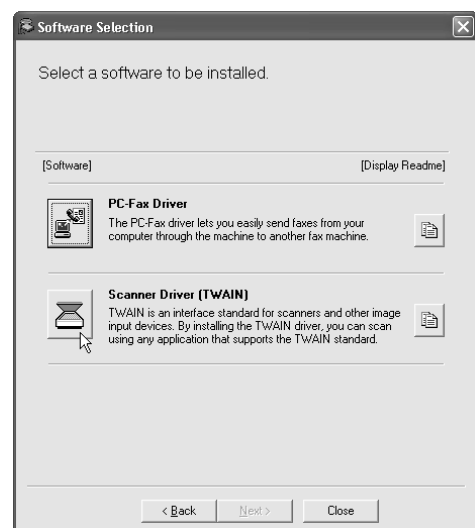 Software Selection
Select a software to be installed.
[Software] [Display Readme]
PC-Fax Driver
The PC-Fax driver lets you easily send faxes from your
computer through the machine to another fax machine.
Scanner Driver (TWAIN)
TWAIN is an interface standard for scanners and other image
input devices. By installing the TWAIN driver, you can scan
using any application that supports the TWAIN standard.
< Back Next > Close